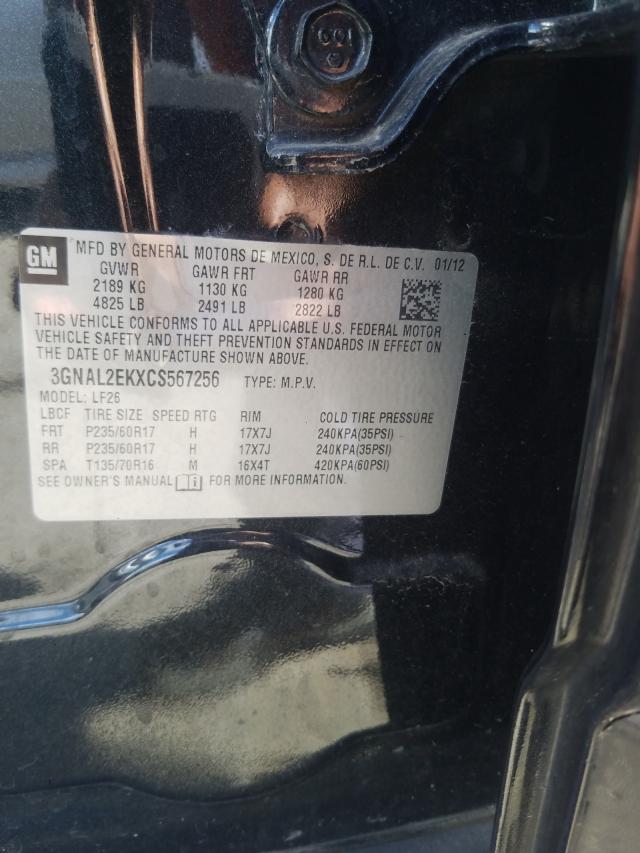 GM MFD BY GENERAL MOTORS DE MEXICO, S. DE R.L. DE C.V. 01/12
GVWR GAWR FRT GAWR RR
2189 KG 1130 KG 1280 KG
4825 LB 2491 LB 2822 LB
THIS VEHICLE CONFORMS TO ALL APPLICABLE U.S. FEDERAL MOTOR
VEHICLE SAFETY AND THEFT PREVENTION STANDARDS IN EFFECT ON
THE DATE OF MANUFACTURE SHOWN ABOVE.
3GNAL2EKXCS567256 TYPE: M.P.V.
MODEL: LF26
LBCF TIRE SIZE SPEED RTG RIM COLD TIRE PRESSURE
FRT P235/60R17 H 17X7J 240KPA(35PSI)
RR P235/60R17 H 17X7J 240KPA(35PSI)
SPA T135/70R16 M 16X4T 420KPA(60PSI)
SEE OWNER'S MANUAL FOR MORE INFORMATION.